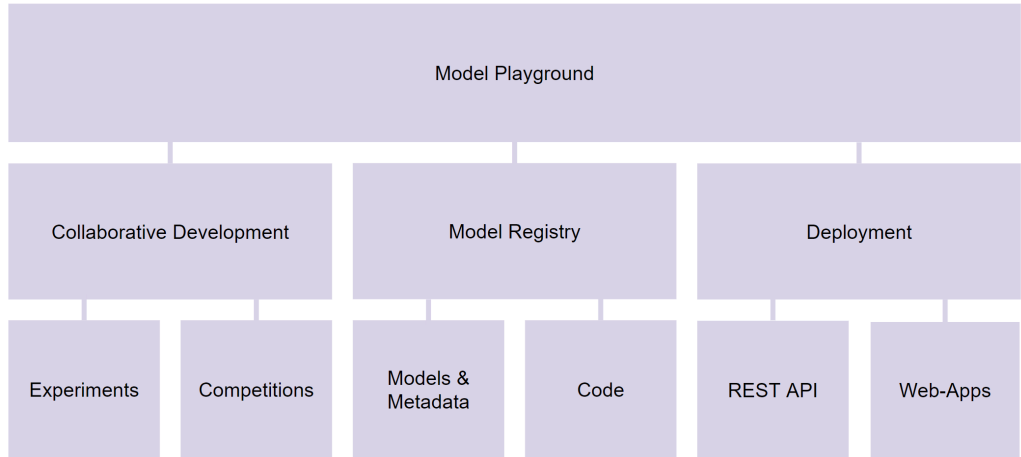 Model Playground
Collaborative Development
Model Registry
Deployment
Experiments
Competitions
Models &
Metadata
Code
REST API
Web-Apps